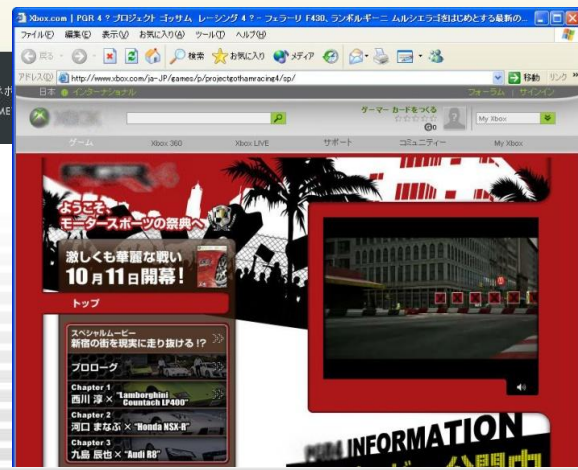 Xbox.com | PGR 4 ? プロジェクト ゴッサム レーシング 4 ? - フェラーリ F430、ランボルギーニ ムルシエラゴをはじめとする最新の...
ファイル(F) 編集(E) 表示(V) お気に入り(A) ツール(T) ヘルプ(H)
戻る 検索 お気に入り メディア
アドレス(D) http://www.xbox.com/ja-JP/games/p/projectgothamracing4/sp/ 移動 リンク »
日本 インターナショナル フォーラム | サインイン
ゲーマー カードをつくる
G0
My Xbox
ゲーム Xbox 360 Xbox LIVE サポート コミュニティー My Xbox
ようこそ、
モータースポーツの祭典へ
激しくも華麗な戦い
10月11日開幕!
トップ
スペシャルムービー
新宿の街を現実に走り抜ける !?
プロローグ
Chapter 1
西川 淳 × "Lamborghini Countach LP400"
Chapter 2
河口 まなぶ × "Honda NSX-R"
Chapter 3
九島 辰也 × "Audi R8"
INFORMATION